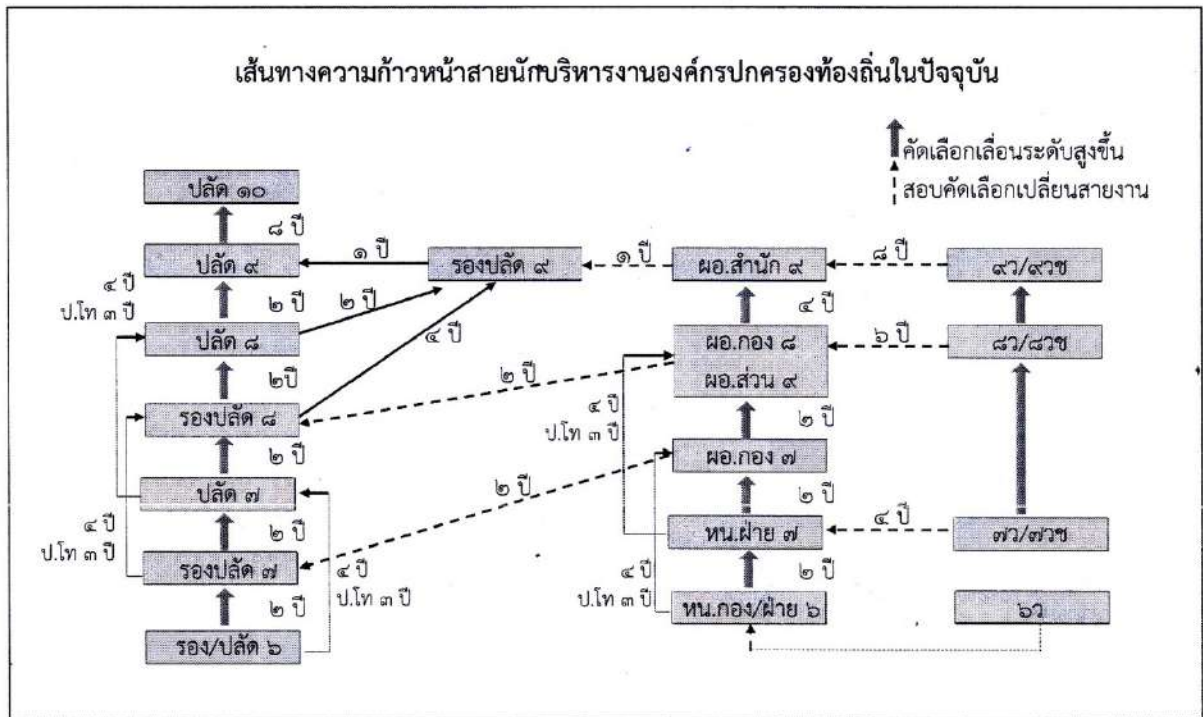 เส้นทางความก้าวหน้าสายนักบริหารงานองค์กรปกครองท้องถิ่นในปัจจุบัน
คัดเลือกเลื่อนระดับสูงขึ้น
สอบคัดเลือกเปลี่ยนสายงาน
ปลัด ๑๐
๘ ปี
ปลัด ๙
๑ ปี
รองปลัด ๙
๑ ปี
ผอ.สำนัก ๙
๘ ปี
๙ว/๙วช
๔ ปี
ป.โท ๓ ปี
๒ ปี
๒ ปี
๔ ปี
๔ ปี
ปลัด ๘
ผอ.กอง ๘
ผอ.ส่วน ๙
๖ ปี
๘ว/๘วช
๒ปี
๒ ปี
รองปลัด ๘
๔ ปี
ป.โท ๓ ปี
๒ ปี
๒ ปี
ผอ.กอง ๗
ปลัด ๗
๒ ปี
๒ ปี
๔ ปี
ป.โท ๓ ปี
๒ ปี
หน.ฝ่าย ๗
๔ ปี
๗ว/๗วช
รองปลัด ๗
๔ ปี
ป.โท ๓ ปี
๔ ปี
ป.โท ๓ ปี
๒ ปี
๒ ปี
หน.กอง/ฝ่าย ๖
๖ว
รอง/ปลัด ๖